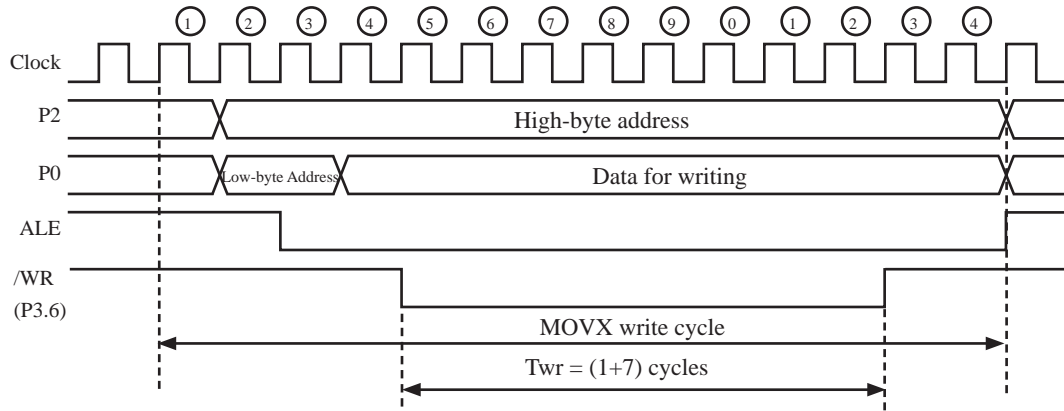 1 2 3 4 5 6 7 8 9 0 1 2 3 4
Clock
P2 High-byte address
P0 Low-byte Address Data for writing
ALE
/WR
(P3.6)
MOVX write cycle
Twr = (1+7) cycles